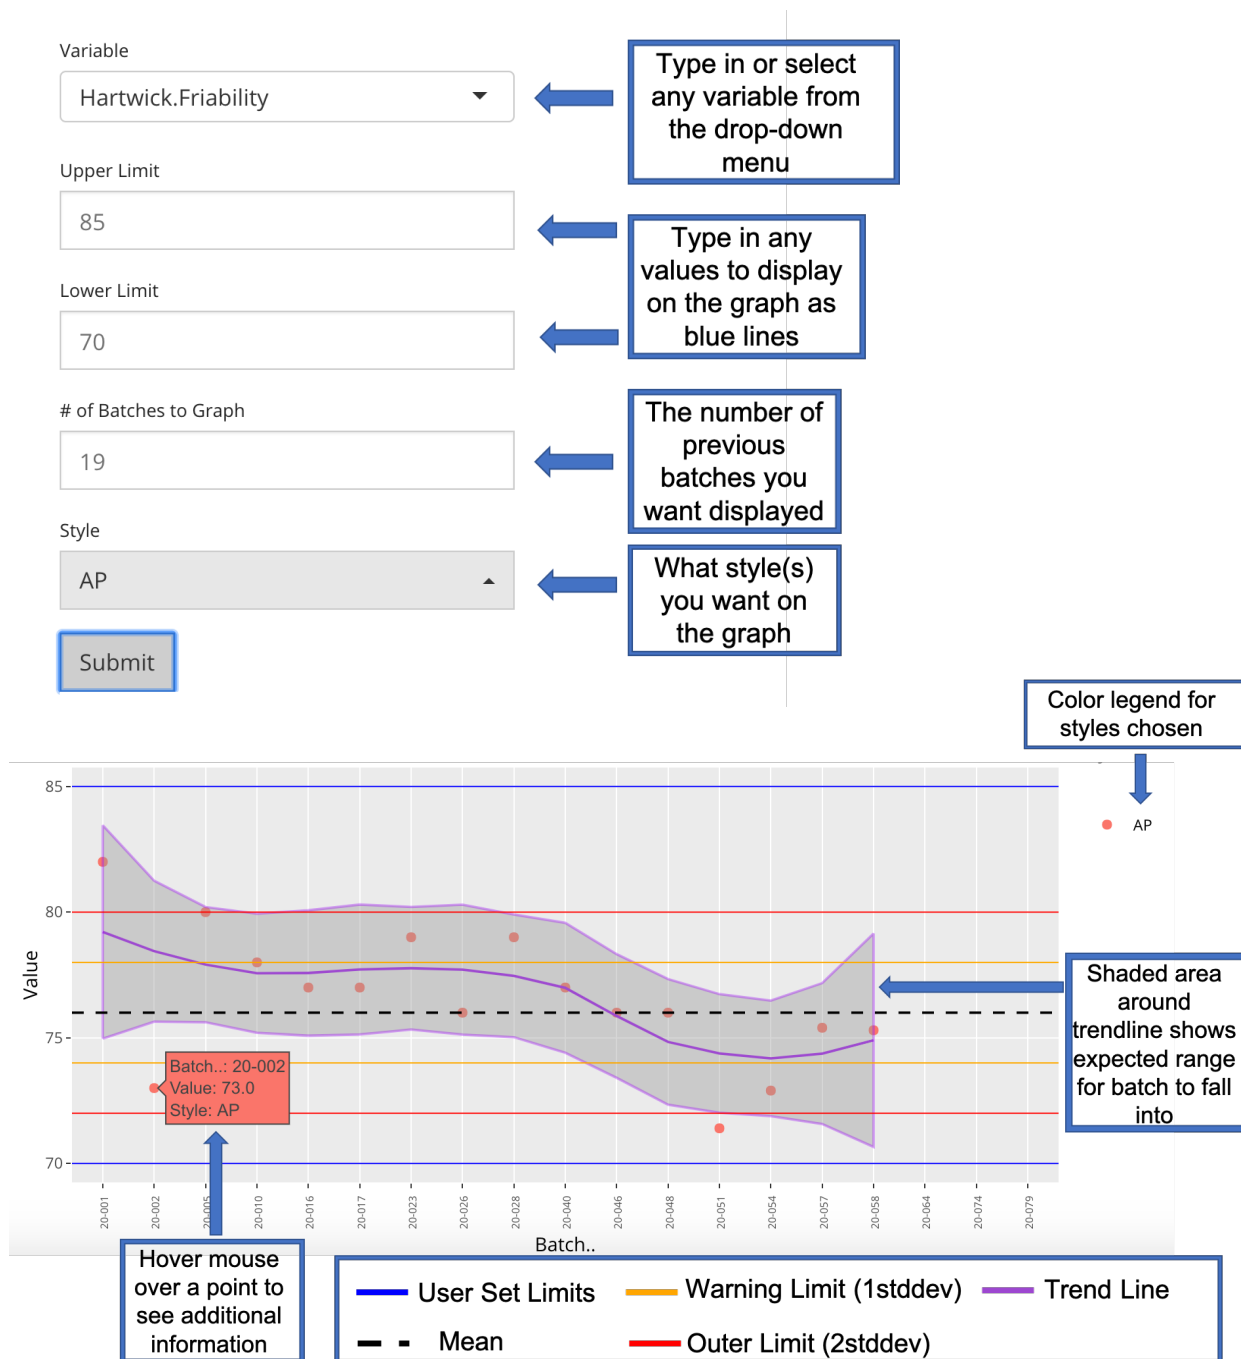 Variable
Hartwick.Friability
Type in or select
any variable from
the drop-down
menu
Upper Limit
85
Lower Limit
70
Type in any
values to display
on the graph as
blue lines
# of Batches to Graph
19
The number of
previous
batches you
want displayed
Style
AP
What style(s)
you want on
the graph
Submit
Color legend for
styles chosen
AP
85
80
75
70
Value
Batch..: 20-002
Value: 73.0
Style: AP
Shaded area
around
trendline shows
expected range
for batch to fall
into
20-001
20-002
20-005
20-010
20-016
20-017
20-023
20-026
20-028
20-040
20-046
20-048
20-051
20-054
20-057
20-058
20-064
20-074
20-079
Batch..
Hover mouse
over a point to
see additional
information
User Set Limits
Warning Limit (1stddev)
Trend Line
Mean
Outer Limit (2stddev)